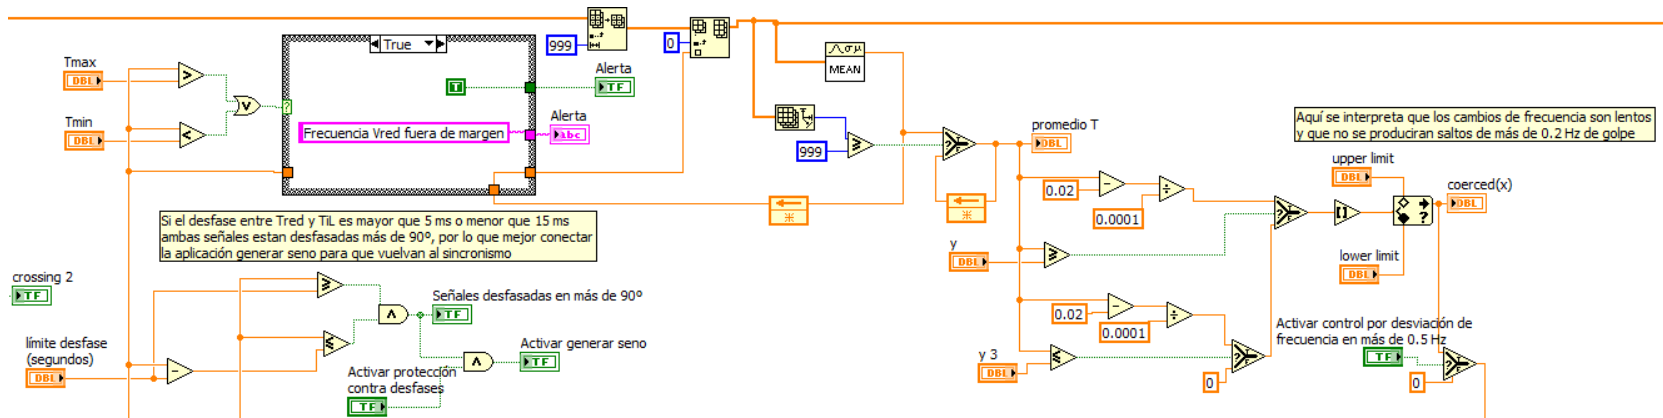 True
999
0
Tmax
DBL
Tmin
DBL
T
Alerta
TF
Frecuencia Vred fuera de margen
Alerta
abc
MEAN
999
promedio T
DBL
Aquí se interpreta que los cambios de frecuencia son lentos
y que no se produciran saltos de más de 0.2 Hz de golpe
upper limit
DBL
coerced(x)
DBL
0.02
0.0001
y
DBL
lower limit
DBL
Si el desfase entre Tred y TiL es mayor que 5 ms o menor que 15 ms
ambas señales estan desfasadas más de 90º, por lo que mejor conectar
la aplicación generar seno para que vuelvan al sincronismo
crossing 2
TF
Señales desfasadas en más de 90º
TF
límite desfase
(segundos)
DBL
Activar generar seno
TF
Activar protección
contra desfases
TF
0.02
0.0001
y 3
DBL
0
Activar control por desviación de
frecuencia en más de 0.5 Hz
TF
0